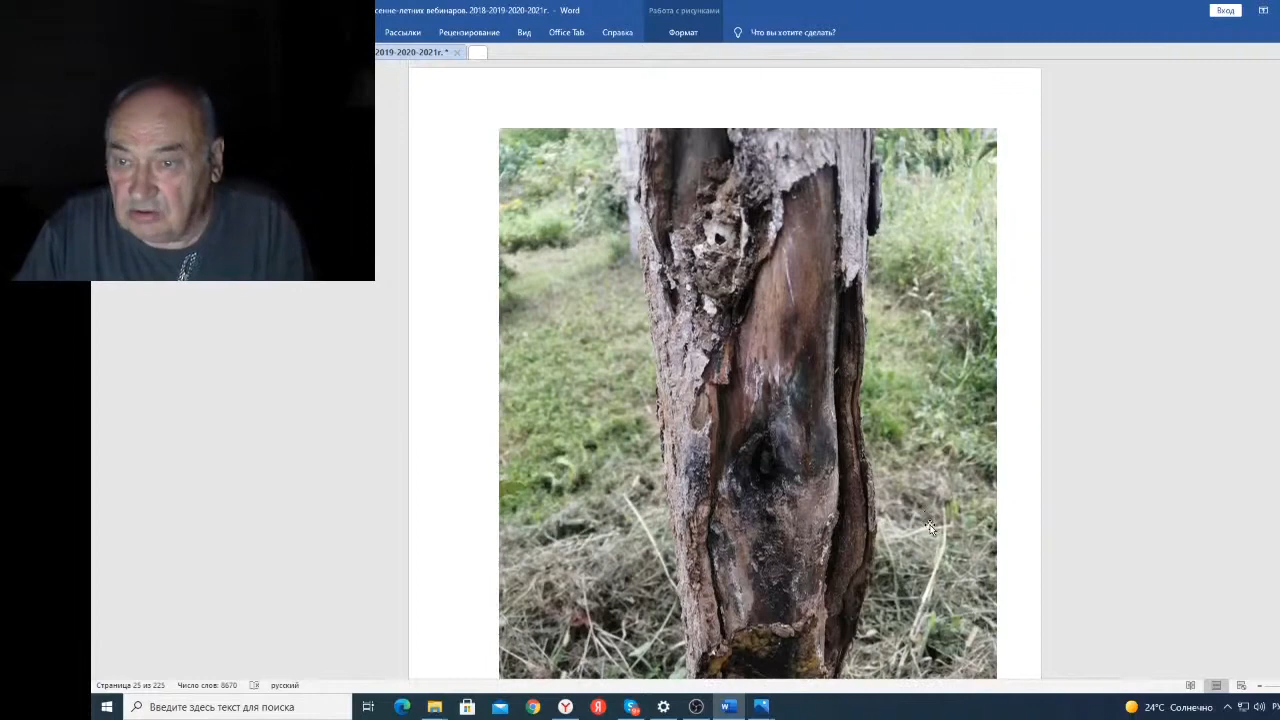 сенне-летних вебинаров. 2018-2019-2020-2021г. - Word
Работа с рисунками
Вход
Рассылки Рецензирование Вид Office Tab Справка Формат Что вы хотите сделать?
2019-2020-2021г. *
Страница 25 из 225 Число слов: 8670 русский
Введите здесь текст для поиска
24°C Солнечно